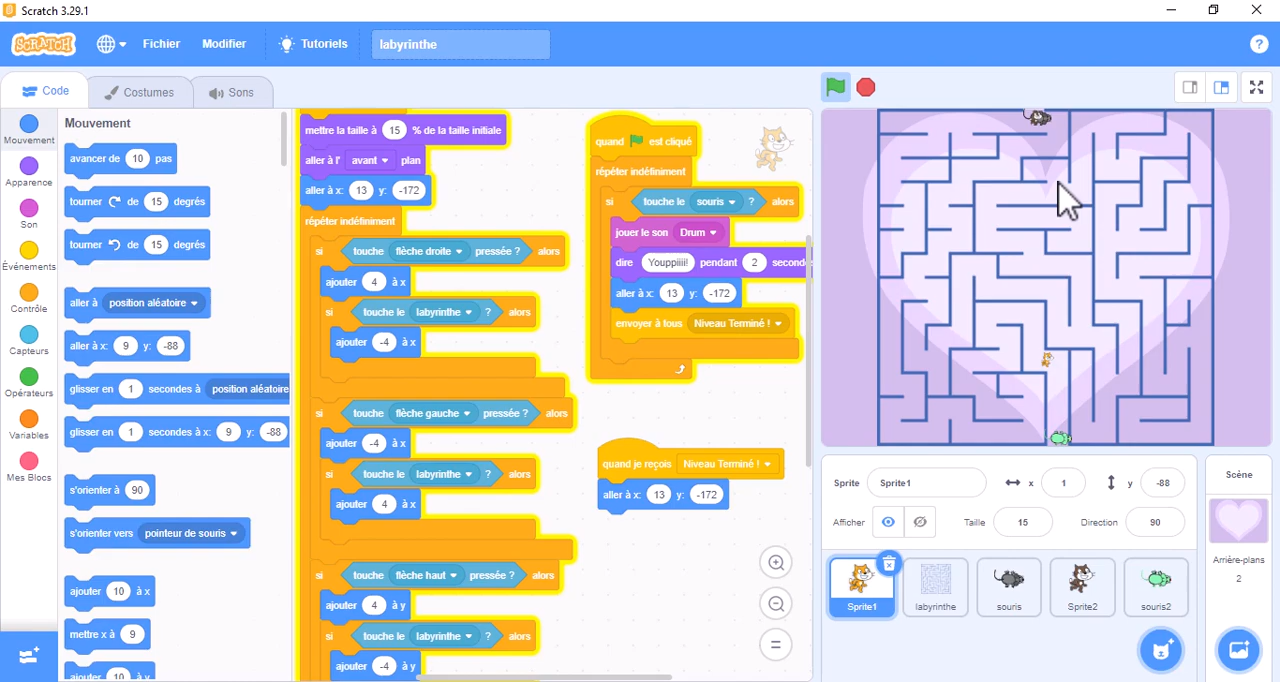 Scratch 3.29.1
SCRATCH Fichier Modifier Tutoriels labyrinthe ?
Code Costumes Sons
Mouvement
Apparence
Son
Événements
Contrôle
Capteurs
Opérateurs
Variables
Mes Blocs
Mouvement
avancer de 10 pas
tourner de 15 degrés
tourner de 15 degrés
aller à position aléatoire
aller à x: 9 y: -88
glisser en 1 secondes à position aléatoire
glisser en 1 secondes à x: 9 y: -88
s'orienter à 90
s'orienter vers pointeur de souris
ajouter 10 à x
mettre x à 9
ajouter 10 à y
mettre la taille à 15 % de la taille initiale
aller à l' avant plan
aller à x: 13 y: -172
répéter indéfiniment
si touche flèche droite pressée ? alors
ajouter 4 à x
si touche le labyrinthe ? alors
ajouter -4 à x
si touche flèche gauche pressée ? alors
ajouter -4 à x
si touche le labyrinthe ? alors
ajouter 4 à x
si touche flèche haut pressée ? alors
ajouter 4 à y
si touche le labyrinthe ? alors
ajouter -4 à y
quand est cliqué
répéter indéfiniment
si touche le souris ? alors
jouer le son Drum
dire Youppiiii! pendant 2
aller à x: 13 y: -172
envoyer à tous Niveau Terminé !
quand je reçois Niveau Terminé !
aller à x: 13 y: -172
Sprite Sprite1 x 1 y -88
Afficher Taille 15 Direction 90
Sprite1 labyrinthe souris Sprite2 souris2
Scène
Arrière-plans
2